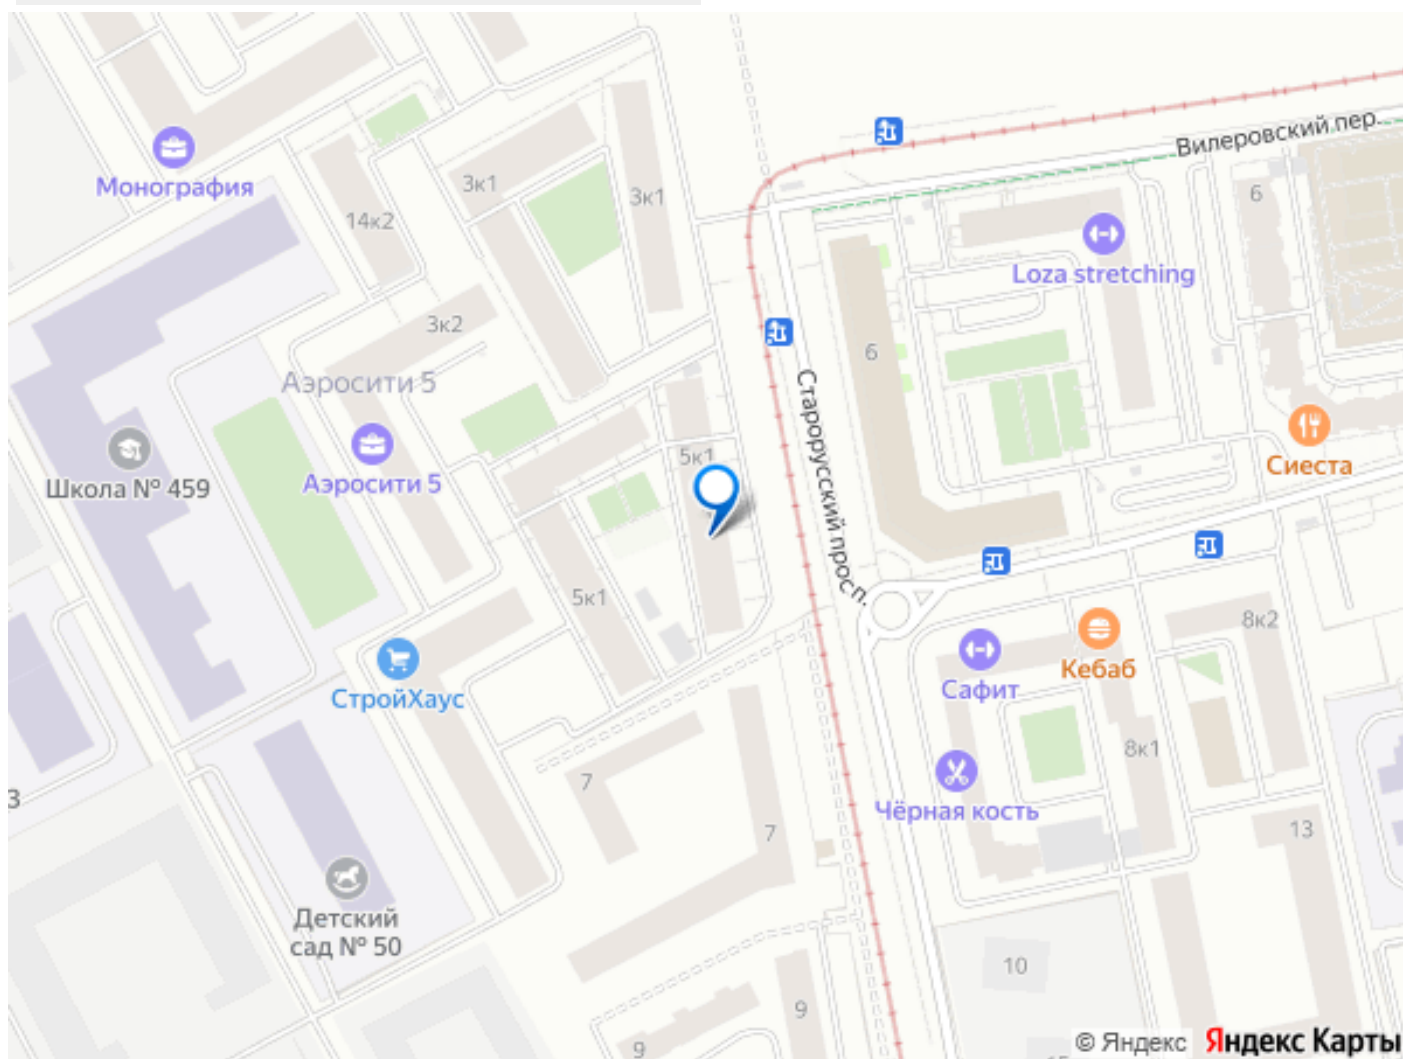 Вилеровский пер.
Монография
3к1
3к1
14к2
6
Loza stretching
3к2
6
Аэросити 5
Старорусский просп.
Сиеста
5к1
Аэросити 5
Школа № 459
5к1
8к2
Кебаб
Сафит
СтройХаус
8к1
7
3
Чёрная кость
7
13
Детский
сад № 50
10
9
9
© Яндекс Яндекс Карты